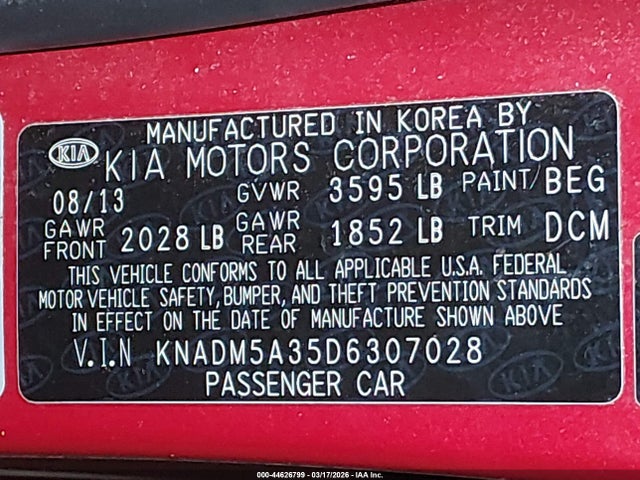 MANUFACTURED IN KOREA BY
KIA KIA MOTORS CORPORATION
08/13 GVWR 3595 LB PAINT/BEG
GAWR FRONT 2028 LB GAWR REAR 1852 LB TRIM DCM
THIS VEHICLE CONFORMS TO ALL APPLICABLE U.S.A. FEDERAL
MOTOR VEHICLE SAFETY, BUMPER, AND THEFT PREVENTION STANDARDS
IN EFFECT ON THE DATE OF MANUFACTURE SHOWN ABOVE
V.I.N KNADM5A35D6307028
PASSENGER CAR
000-44626799 - 03/17/2026 - IAA Inc.